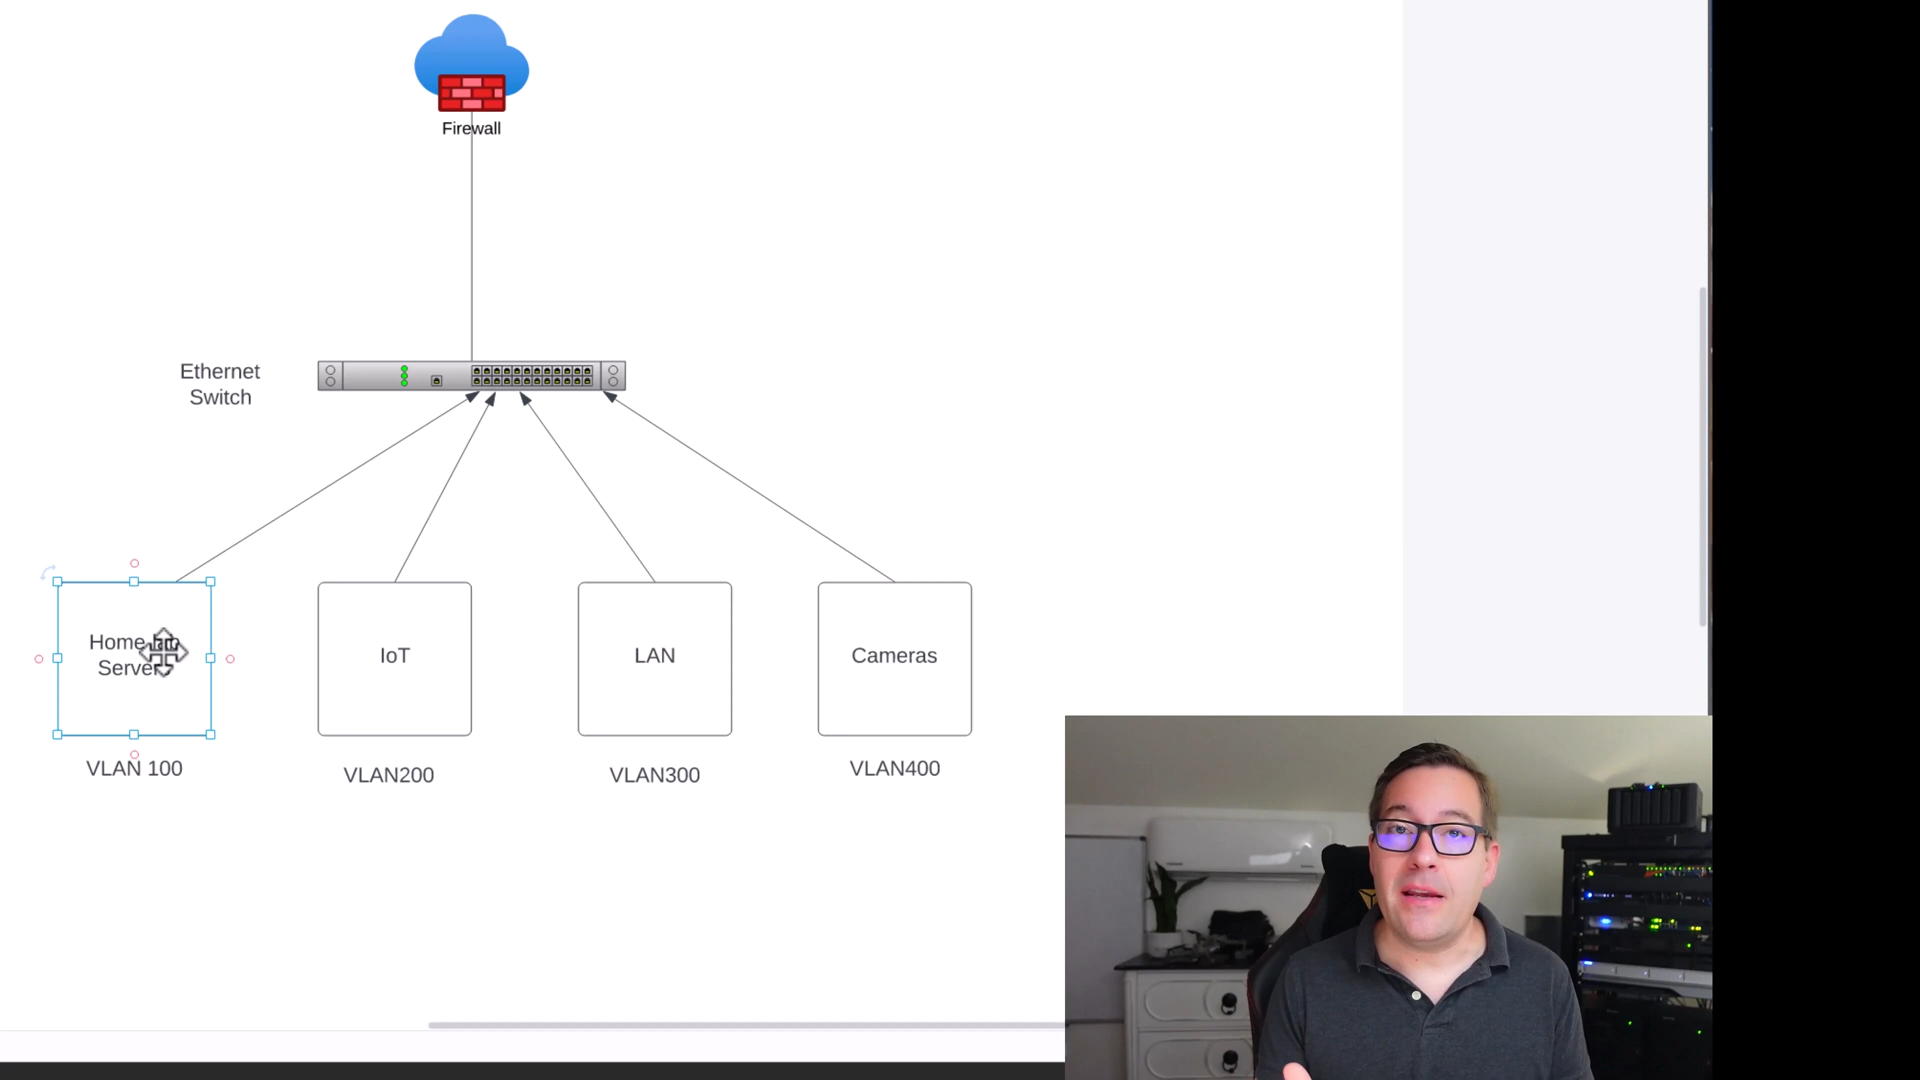 Firewall
Ethernet
Switch
Home
Server
IoT
LAN
Cameras
VLAN 100
VLAN200
VLAN300
VLAN400